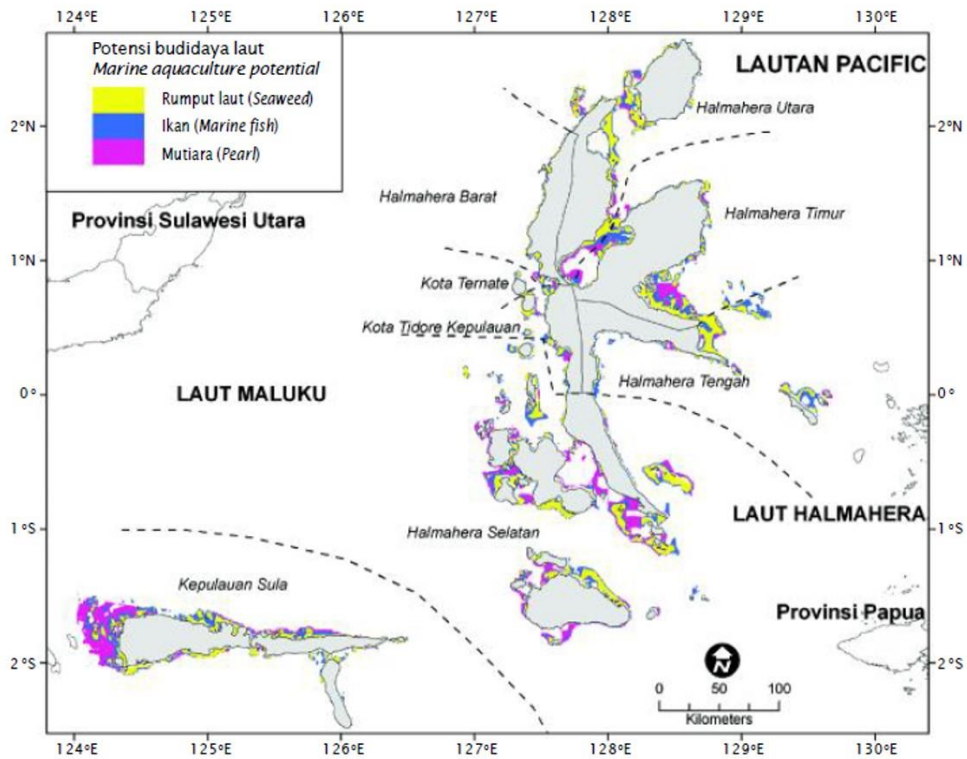 124°E 125°E 126°E 127°E 128°E 129°E 130°E
Potensi budidaya laut
Marine aquaculture potential
Rumput laut (Seaweed)
Ikan (Marine fish)
Mutiara (Pearl)
LAUTAN PACIFIC
Halmahera Utara
2°N 2°N
Halmahera Barat
Provinsi Sulawesi Utara
Halmahera Timur
1°N 1°N
Kota Ternate
Kota Tidore Kepulauan
Halmahera Tengah
0° 0°
LAUT MALUKU
LAUT HALMAHERA
1°S 1°S
Halmahera Selatan
Kepulauan Sula
Provinsi Papua
2°S 2°S
N
0 50 100
Kilometers
124°E 125°E 126°E 127°E 128°E 129°E 130°E